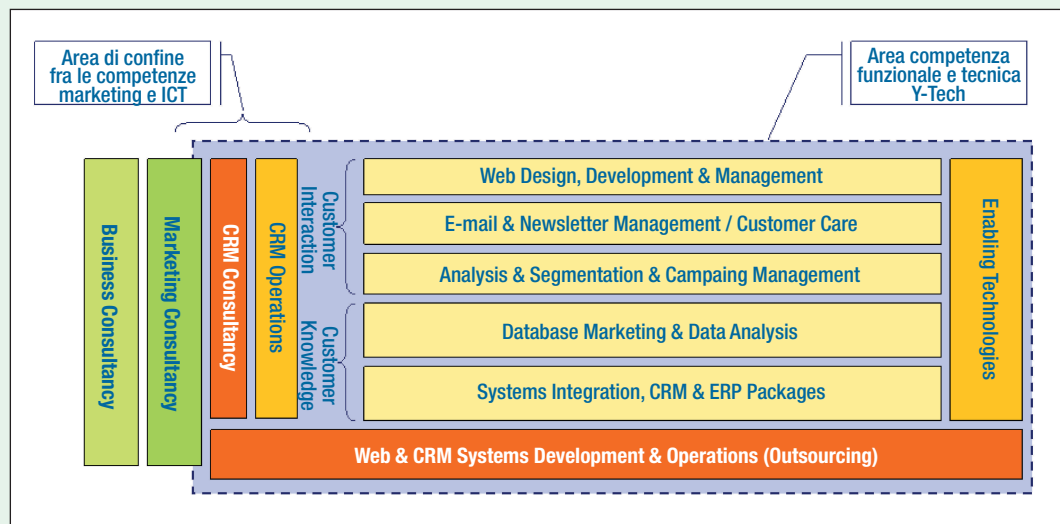 Area di confine
fra le competenze
marketing e ICT
Area competenza
funzionale e tecnica
Y-Tech
Business Consultancy
Marketing Consultancy
CRM Consultancy
CRM Operations
Customer
Interaction
Customer
Knowledge
Web Design, Development & Management
E-mail & Newsletter Management / Customer Care
Analysis & Segmentation & Campaing Management
Database Marketing & Data Analysis
Systems Integration, CRM & ERP Packages
Enabling Technologies
Web & CRM Systems Development & Operations (Outsourcing)